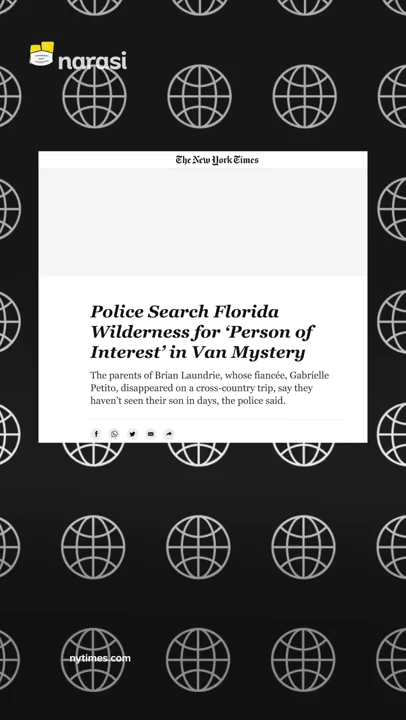 narasi
The New York Times
Police Search Florida
Wilderness for ‘Person of
Interest’ in Van Mystery
The parents of Brian Laundrie, whose fiancée, Gabrielle
Petito, disappeared on a cross-country trip, say they
haven’t seen their son in days, the police said.
nytimes.com